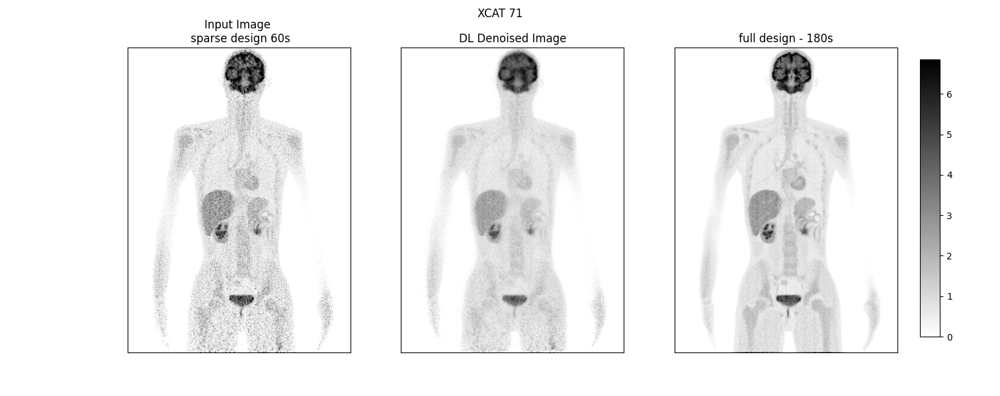 XCAT 71
Input Image
sparse design 60s
DL Denoised Image
full design - 180s
6
5
4
3
2
1
0